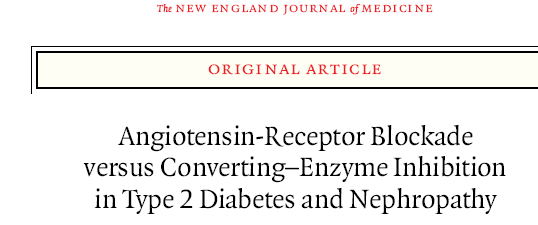 The NEW ENGLAND JOURNAL of MEDICINE
ORIGINAL ARTICLE
Angiotensin-Receptor Blockade
versus Converting–Enzyme Inhibition
in Type 2 Diabetes and Nephropathy